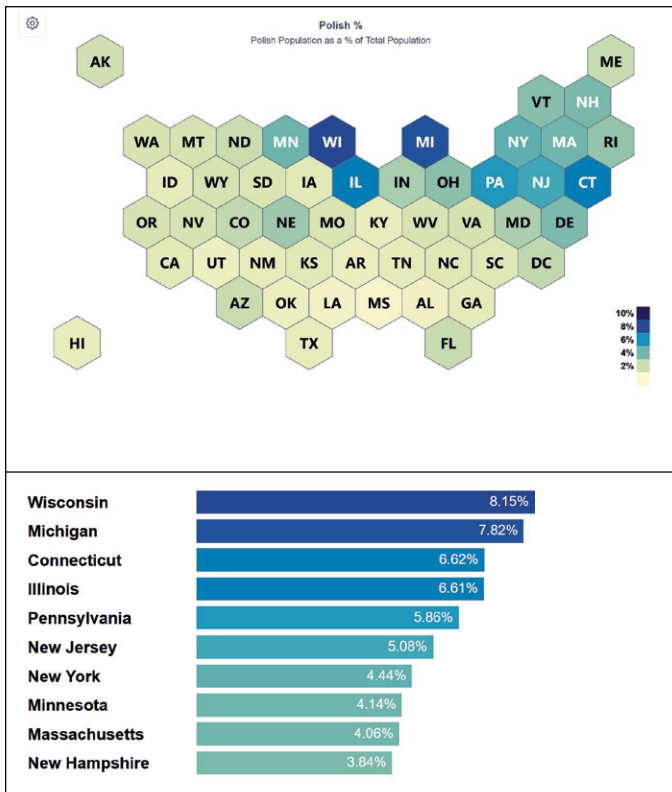 Polish %
Polish Population as a % of Total Population
AK
ME
VT NH
WA MT ND MN WI MI NY MA RI
ID WY SD IA IL IN OH PA NJ CT
OR NV CO NE MO KY WV VA MD DE
CA UT NM KS AR TN NC SC DC
AZ OK LA MS AL GA
HI TX FL
10%
8%
6%
4%
2%
Wisconsin 8.15%
Michigan 7.82%
Connecticut 6.62%
Illinois 6.61%
Pennsylvania 5.86%
New Jersey 5.08%
New York 4.44%
Minnesota 4.14%
Massachusetts 4.06%
New Hampshire 3.84%